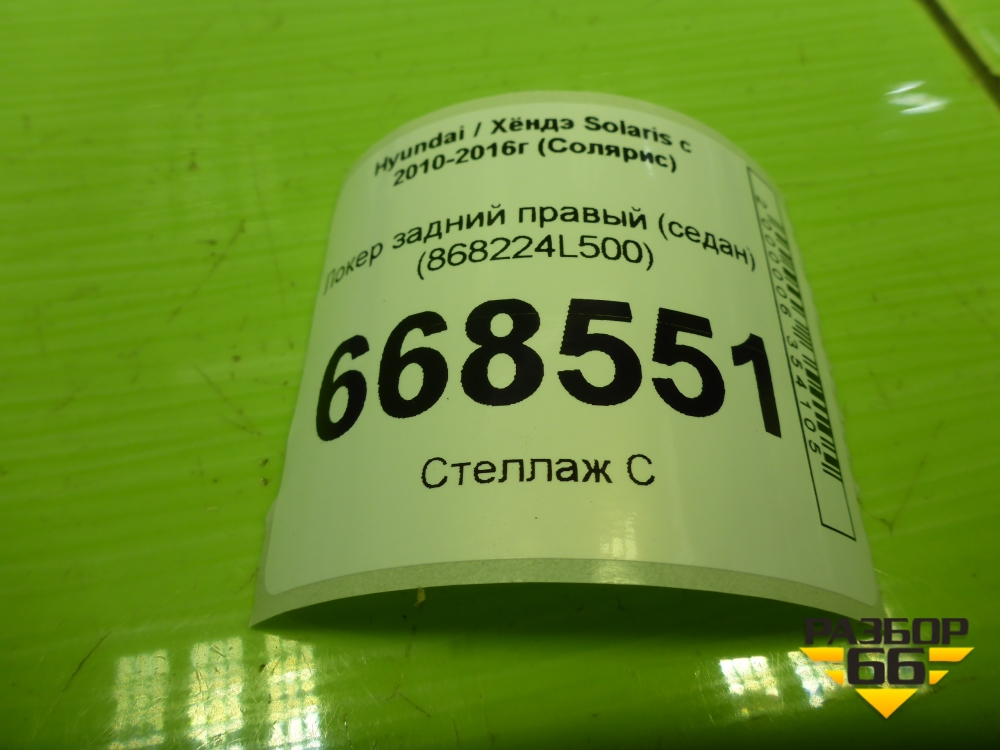 Hyundai / Хёндэ Solaris с
2010-2016г (Солярис)
Локер задний правый (седан)
(868224L500)
668551
Стеллаж С
РАЗБОР
66